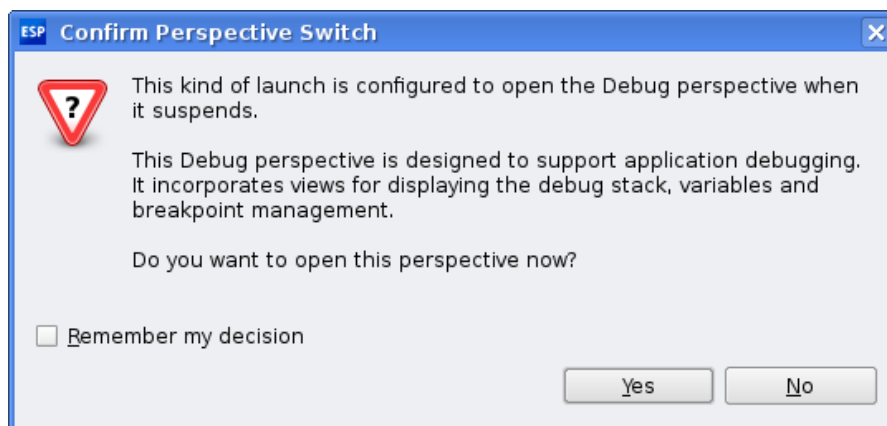 ESP Confirm Perspective Switch
?
This kind of launch is configured to open the Debug perspective when
it suspends.
This Debug perspective is designed to support application debugging.
It incorporates views for displaying the debug stack, variables and
breakpoint management.
Do you want to open this perspective now?
Remember my decision
Yes No